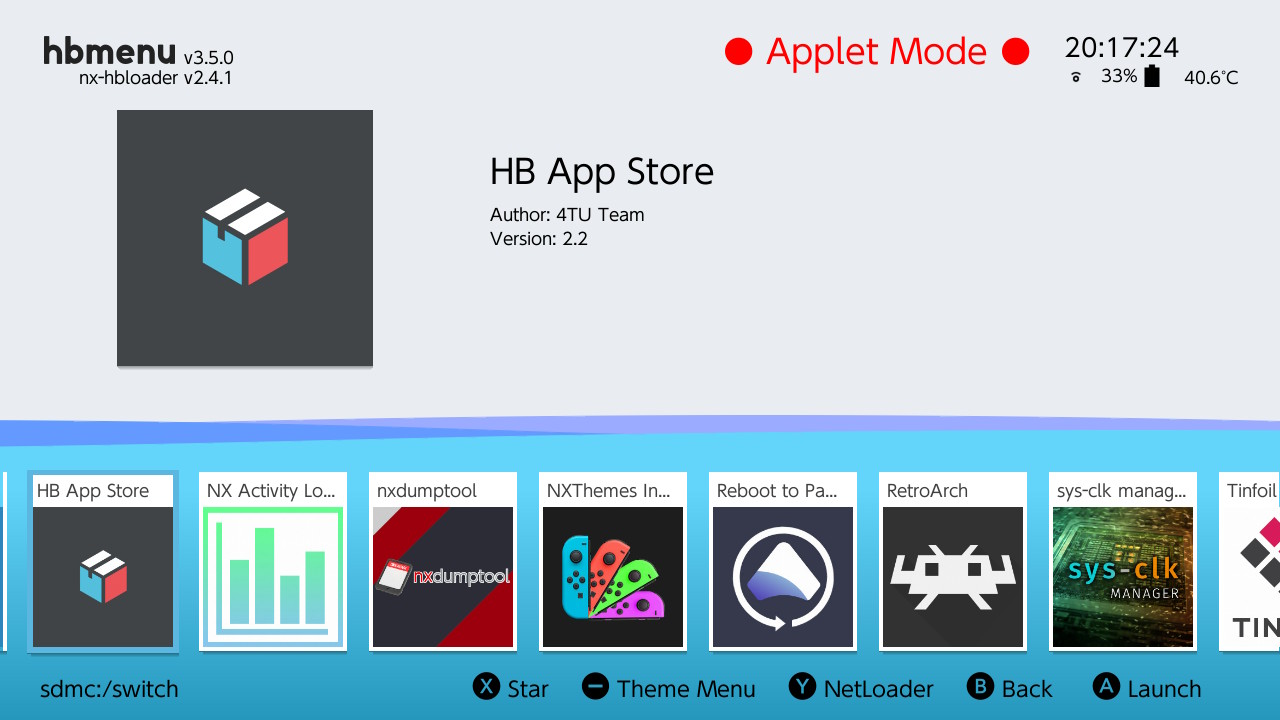 hbmenu v3.5.0
nx-hbloader v2.4.1
Applet Mode
20:17:24
33%
40.6°C
HB App Store
Author: 4TU Team
Version: 2.2
HB App Store
NX Activity Lo...
nxdumptool
NXThemes In...
Reboot to Pa...
RetroArch
sys-clk manag...
Tinfoil
nxdumptool
sys-clk
MANAGER
TIN
sdmc:/switch
X Star
Theme Menu
Y NetLoader
B Back
A Launch